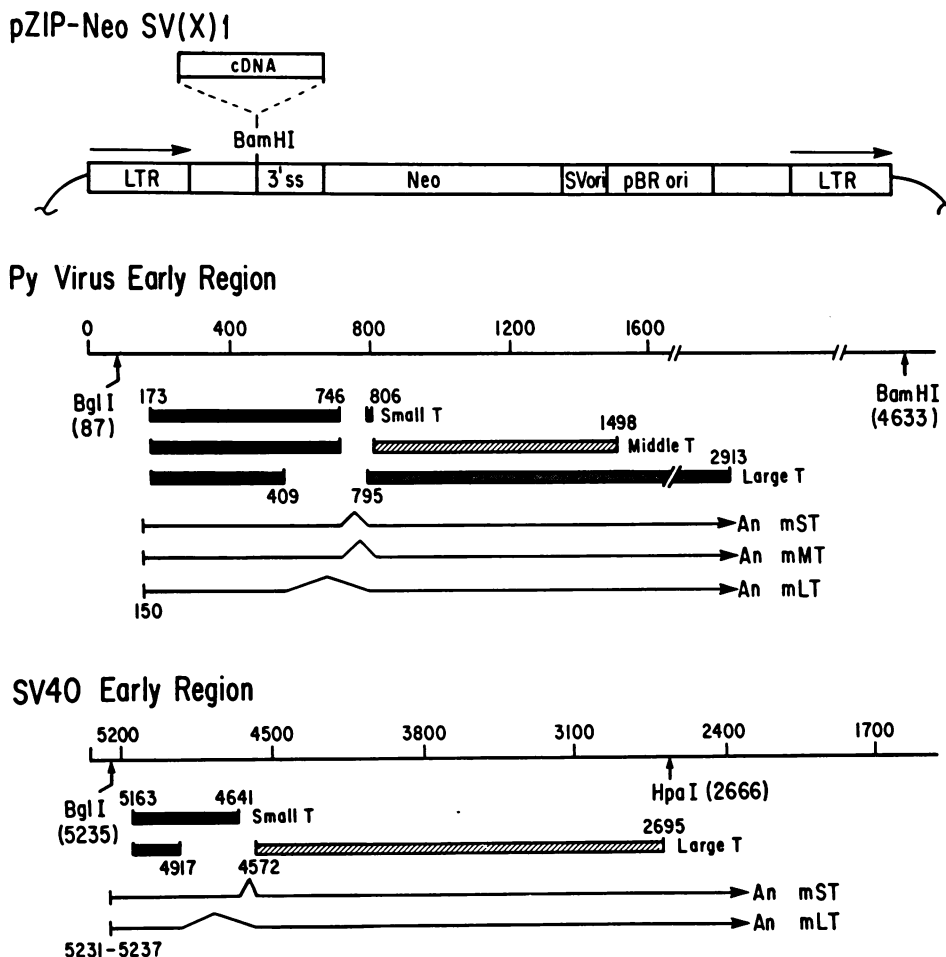 pZIP-Neo SV(X)1
cDNA
BamHI
LTR 3'ss Neo SVori pBR ori LTR
Py Virus Early Region
0 400 800 1200 1600
BglI (87)
BamHI (4633)
173 746 806 Small T
1498 Middle T
2913 Large T
409 795
An mST
An mMT
An mLT
150
SV40 Early Region
5200 4500 3800 3100 2400 1700
BglI (5235)
HpaI (2666)
5163 4641 Small T
2695 Large T
4917 4572
An mST
An mLT
5231-5237